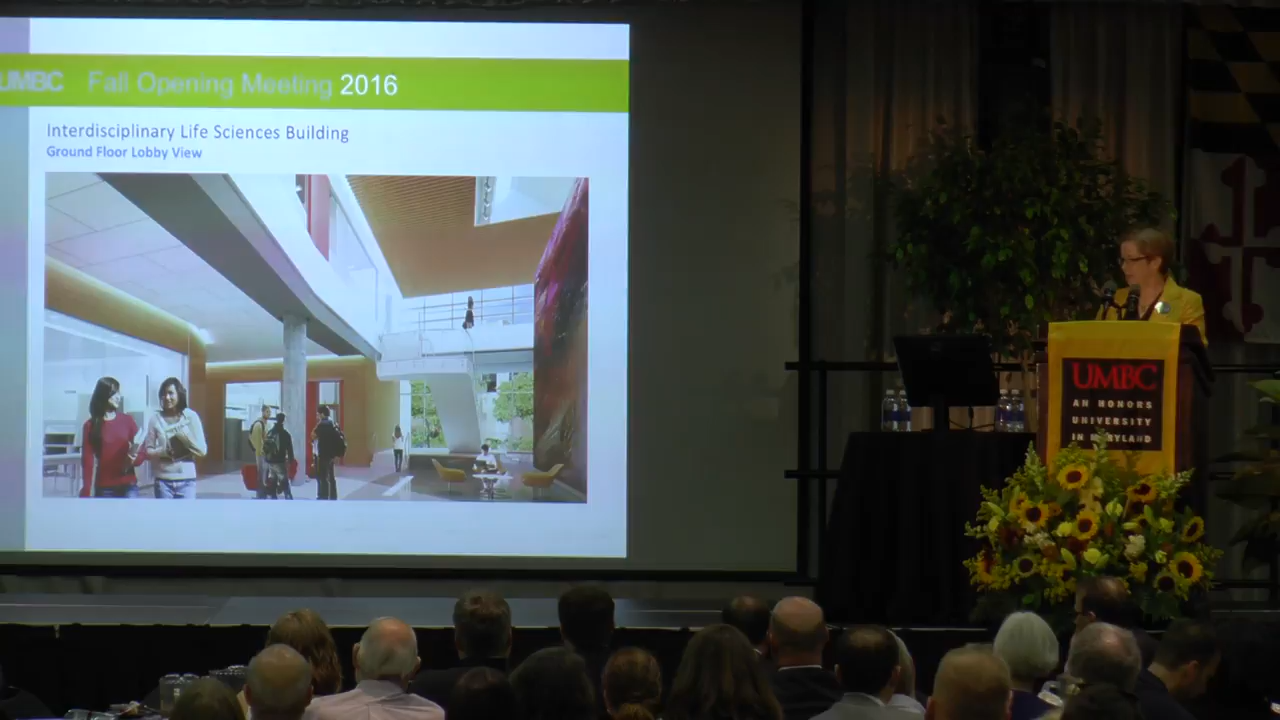 UMBC Fall Opening Meeting 2016
Interdisciplinary Life Sciences Building
Ground Floor Lobby View
UMBC
AN HONORS
UNIVERSITY
IN MARYLAND